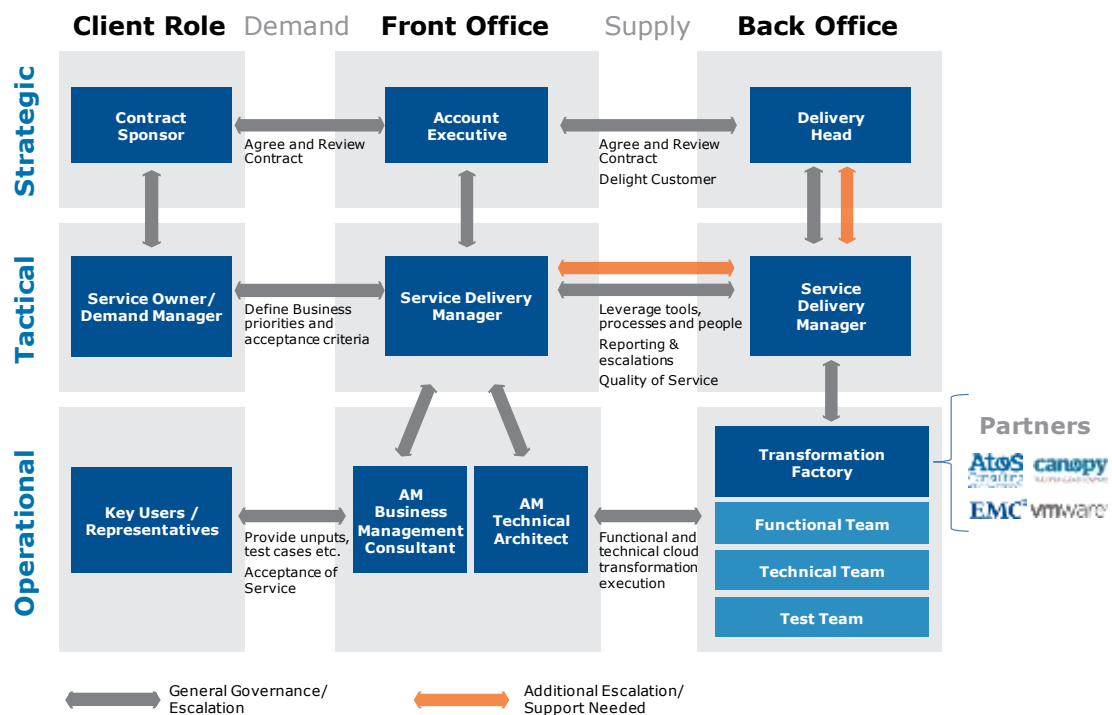 Client Role
Demand
Front Office
Supply
Back Office
Strategic
Contract
Sponsor
Agree and Review
Contract
Account
Executive
Agree and Review
Contract
Delight Customer
Delivery
Head
Tactical
Service Owner/
Demand Manager
Define Business
priorities and
acceptance criteria
Service Delivery
Manager
Leverage tools,
processes and people
Reporting &
escalations
Quality of Service
Service
Delivery
Manager
Operational
Key Users /
Representatives
Provide unputs,
test cases etc.
Acceptance of
Service
AM
Business
Management
Consultant
AM
Technical
Architect
Functional and
technical cloud
transformation
execution
Transformation
Factory
Functional Team
Technical Team
Test Team
Partners
Atos
Consulting
canopy
EMC²
vmware®
General Governance/
Escalation
Additional Escalation/
Support Needed